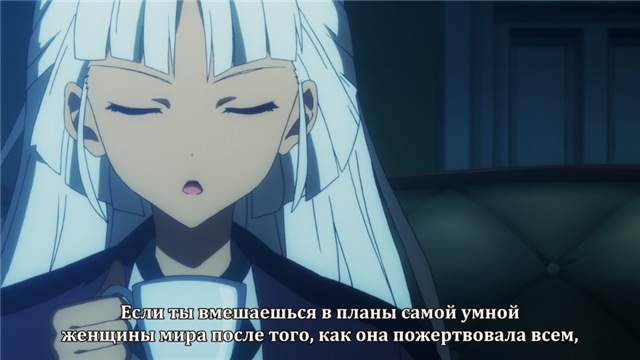 Если ты вмешаешься в планы самой умной
женщины мира после того, как она пожертвовала всем,